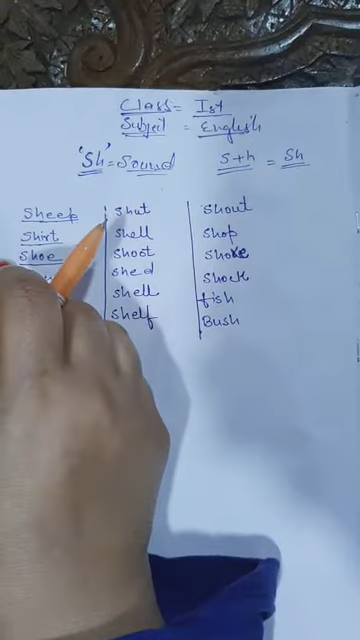 Class = Ist
Subject = English
'Sh' = Sound S+h = Sh
Sheep Shut Shout
Shirt Shell Shop
Shoe Shoot Shore
Shed Shock
Shell fish
Shelf Bush